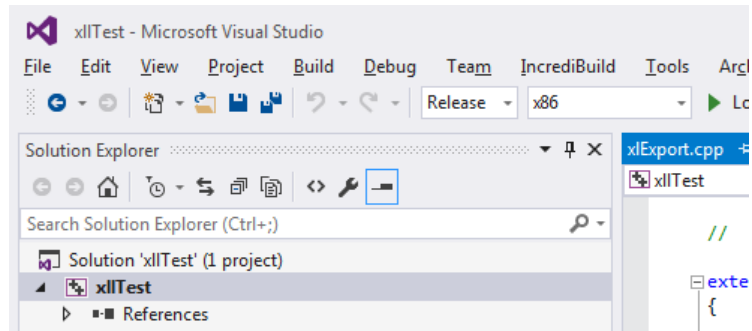 xllTest - Microsoft Visual Studio
File Edit View Project Build Debug Team IncrediBuild Tools
Release x86
Solution Explorer xlExport.cpp
xllTest
Search Solution Explorer (Ctrl+;)
//
Solution 'xllTest' (1 project)
xllTest exte
References {